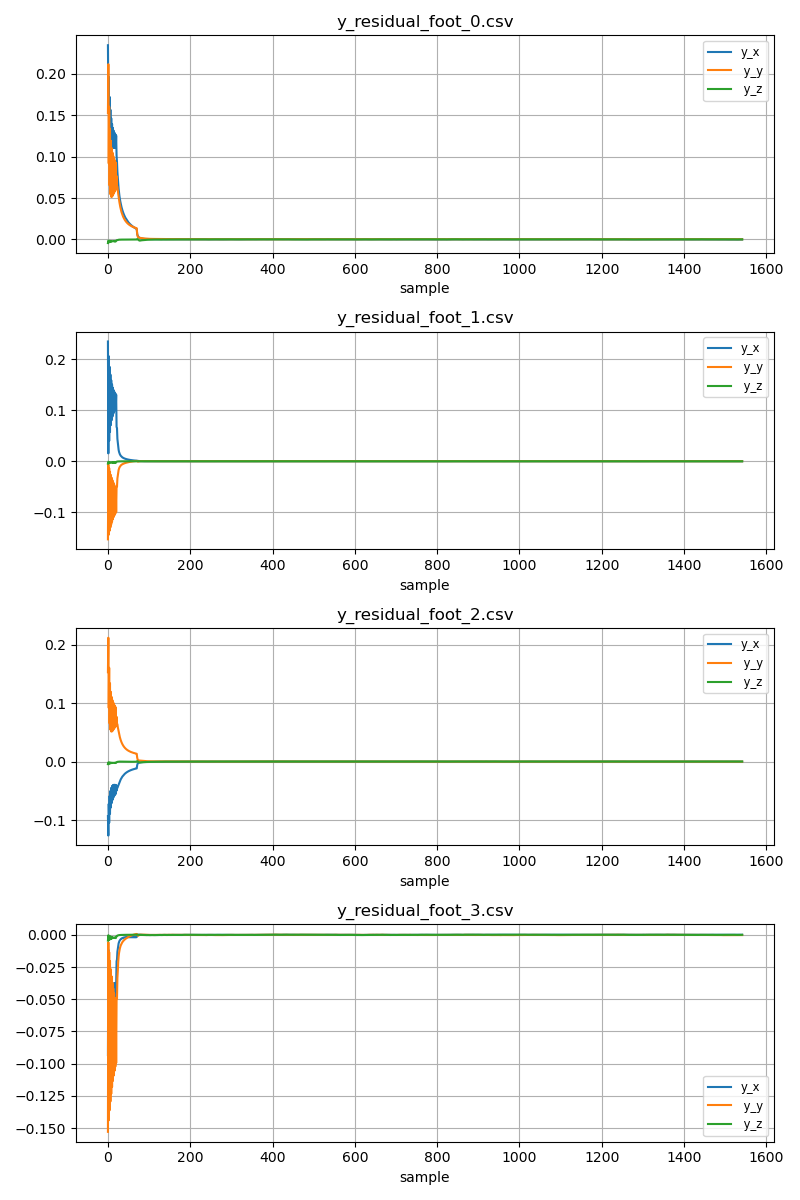 y_residual_foot_0.csv
y_x
y_y
y_z
0.20
0.15
0.10
0.05
0.00
0 200 400 600 800 1000 1200 1400 1600
sample
y_residual_foot_1.csv
y_x
y_y
y_z
0.2
0.1
0.0
−0.1
0 200 400 600 800 1000 1200 1400 1600
sample
y_residual_foot_2.csv
y_x
y_y
y_z
0.2
0.1
0.0
−0.1
0 200 400 600 800 1000 1200 1400 1600
sample
y_residual_foot_3.csv
0.000
−0.025
−0.050
−0.075
−0.100
−0.125
−0.150
y_x
y_y
y_z
0 200 400 600 800 1000 1200 1400 1600
sample